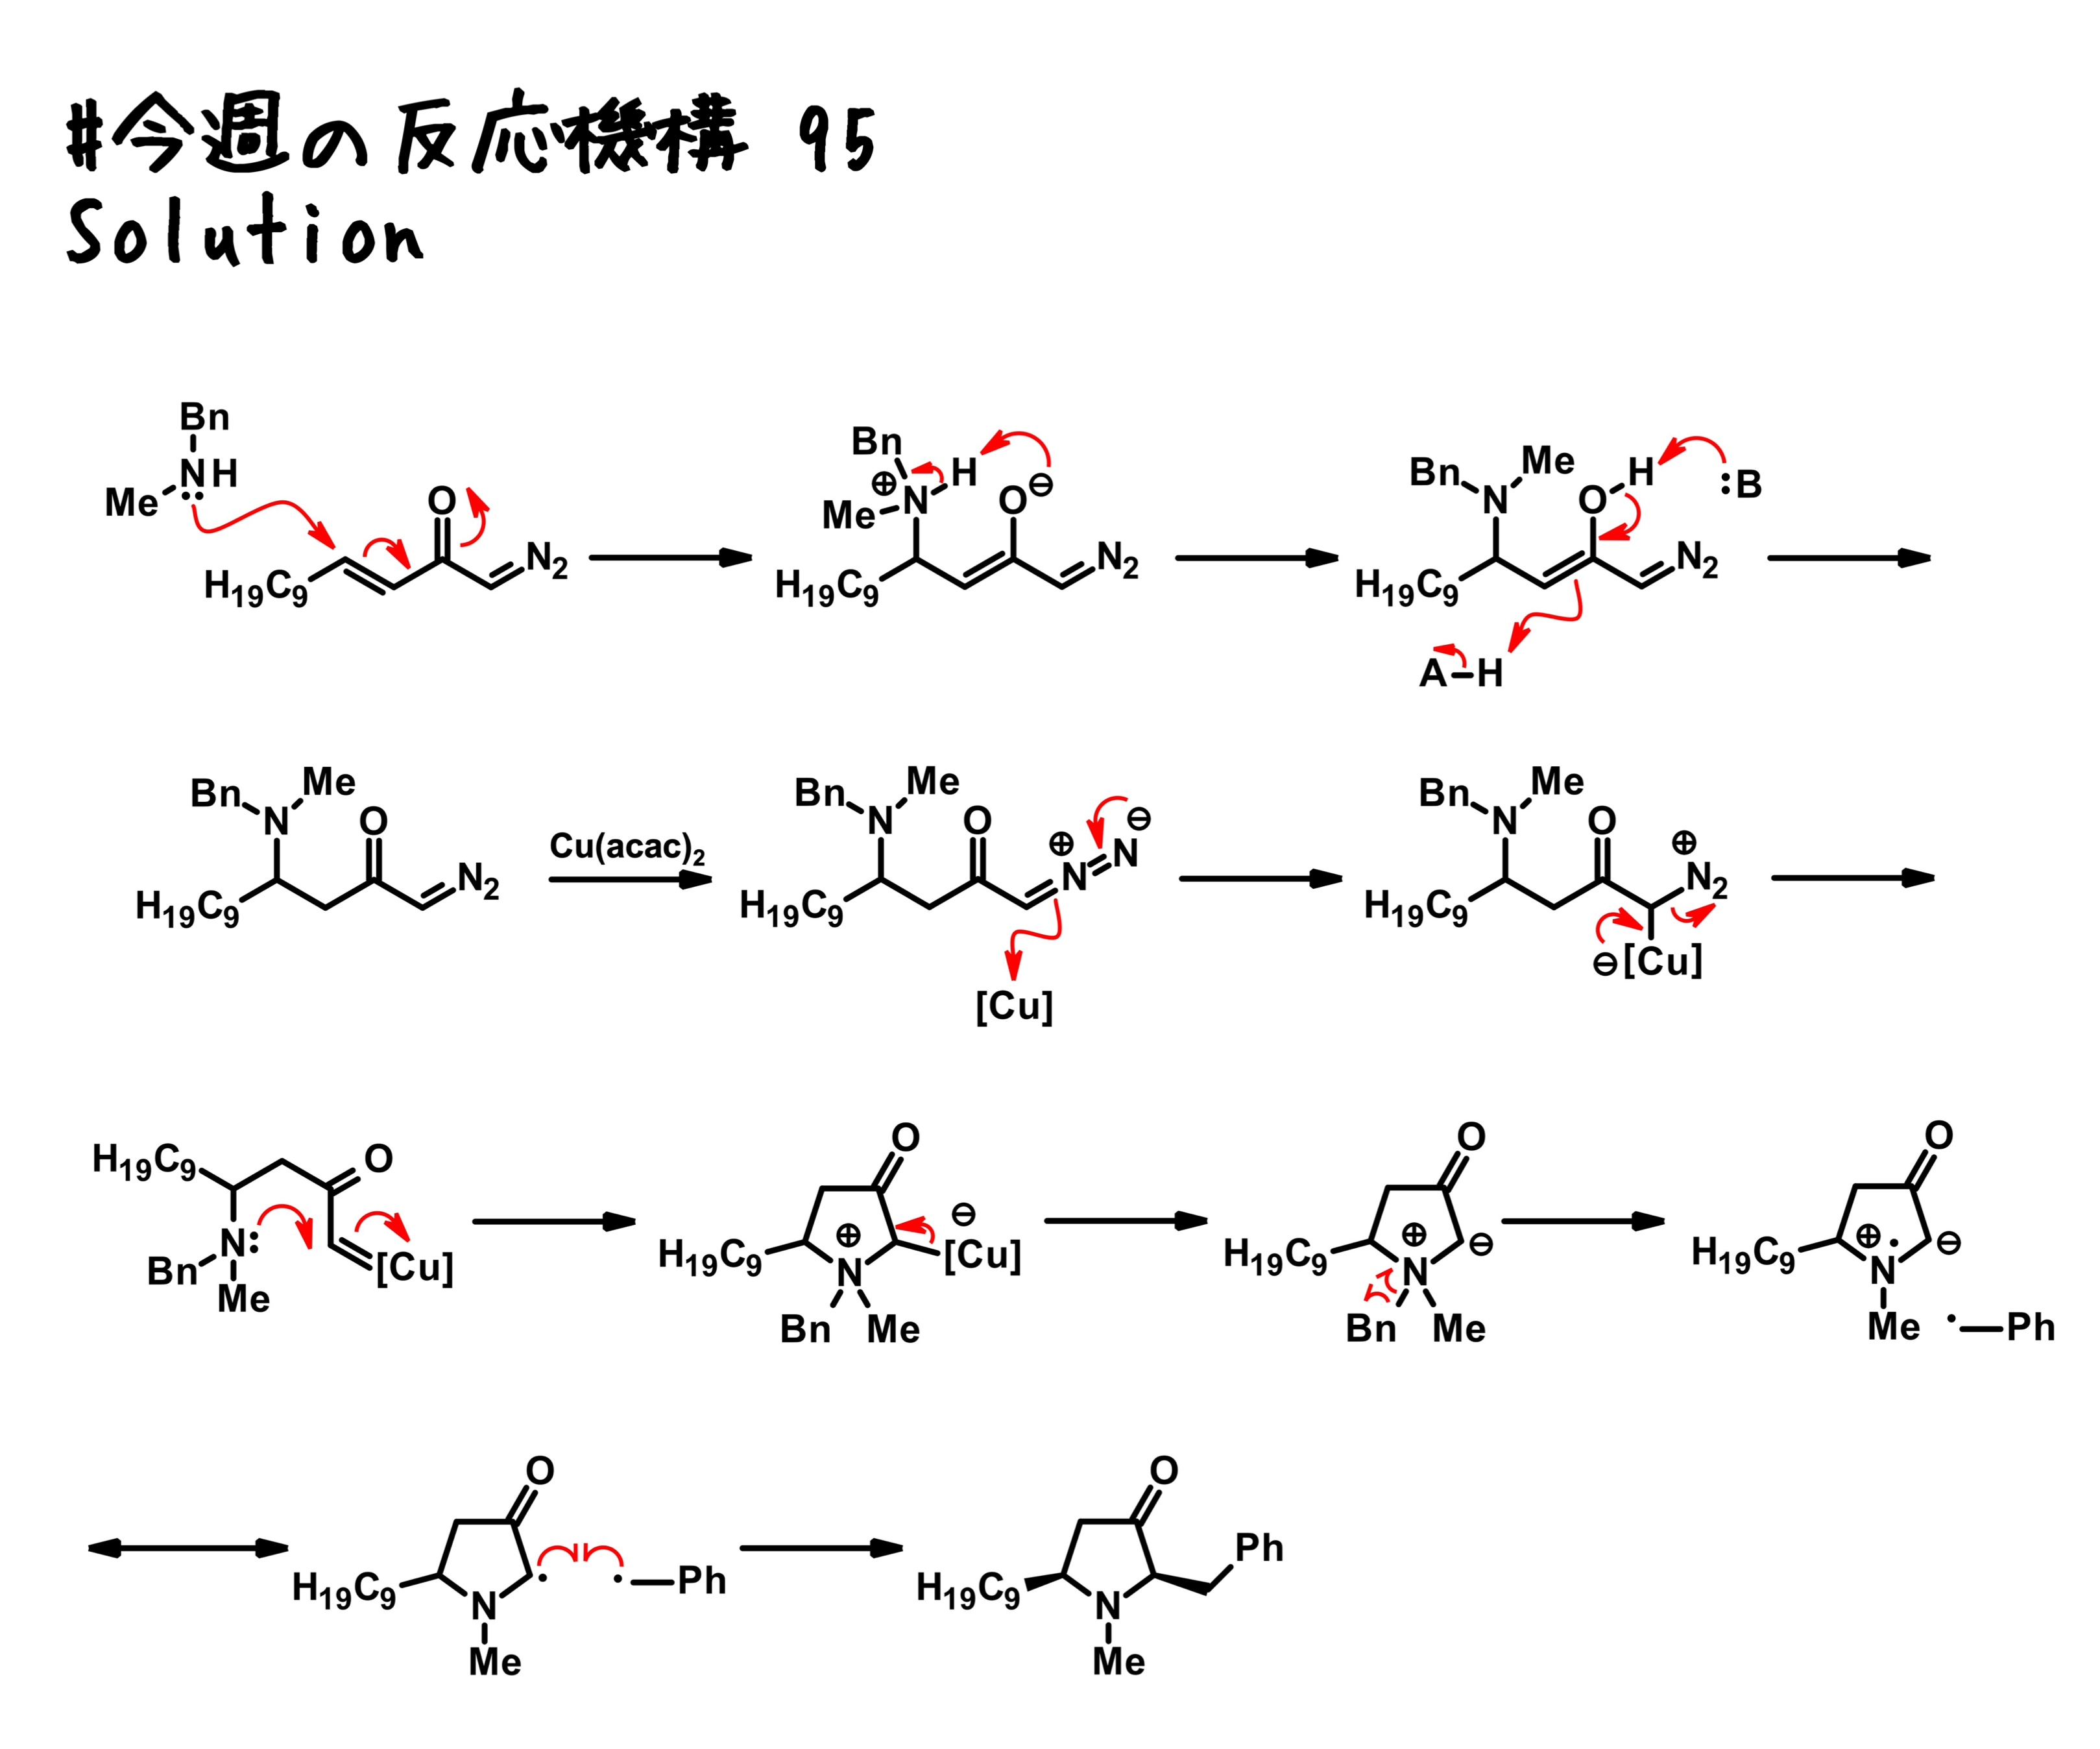 #今週の反応機構 95
Solution
Bn
NH
Me
O
H19C9
N2
Bn
H
⊕
N
O⊖
Me
H19C9
N2
Bn
Me
N
O
H
:B
H19C9
N2
A-H
Bn
Me
N
O
H19C9
N2
Cu(acac)2
Bn
Me
N
O
⊕
N
N
⊖
H19C9
[Cu]
Bn
Me
N
O
⊕
N2
H19C9
⊖[Cu]
H19C9
O
N:
Bn
Me
[Cu]
O
⊖
⊕
H19C9
N
[Cu]
Bn
Me
O
⊕
H19C9
N
⊖
Bn
Me
O
⊕
H19C9
N
⊖
Me
Ph
O
H19C9
N
Me
Ph
O
Ph
H19C9
N
Me